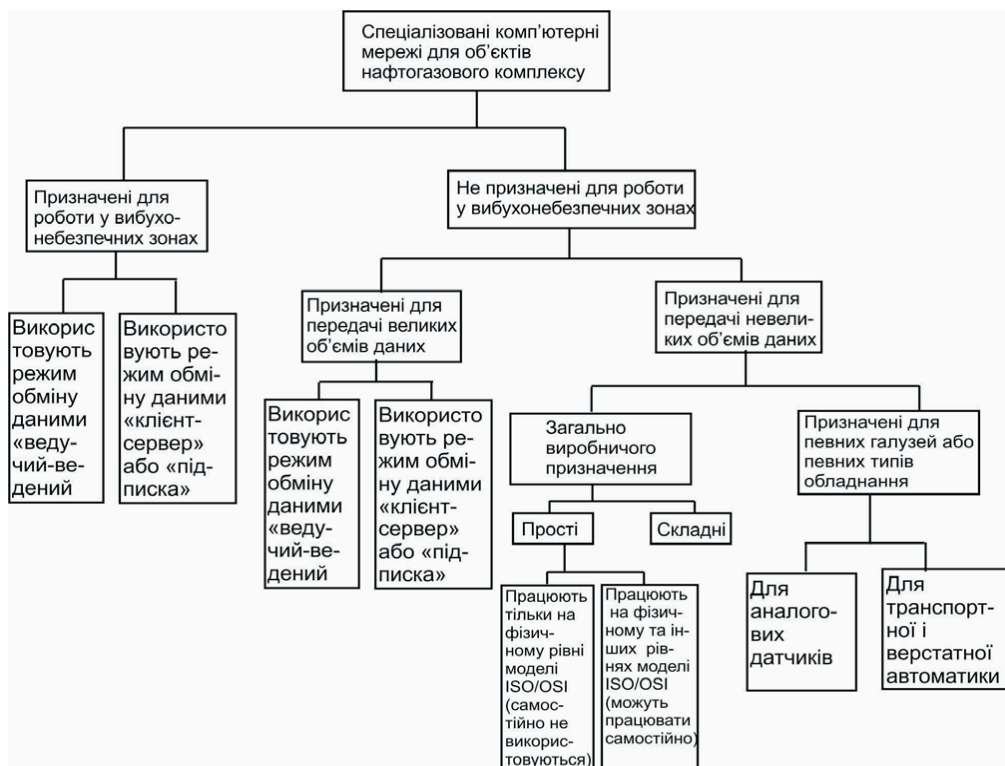 Спеціалізовані комп’ютерні
мережі для об’єктів
нафтогазового комплексу
Призначені для
роботи у вибухо-
небезпечних зонах
Не призначені для роботи
у вибухонебезпечних зонах
Використ
товують
режим
обміну
даними
«веду-
чий-ве-
дений
Використо
вують ре-
жим обмі-
ну даними
«клієнт-
сервер»
або «під-
писка»
Призначені для
передачі великих
об’ємів даних
Призначені для
передачі невели-
ких об’ємів даних
Викорис
товують
режим
обміну
даними
«веду-
чий-ве-
дений
Використо
вують ре-
жим обмі-
ну даними
«клієнт-
сервер»
або «під-
писка»
Загально
виробничого
призначення
Призначені для
певних галузей або
певних типів
обладнання
Прості
Складні
Працюють
тільки на
фізич-
ному рівні
моделі
ISO/OSI
(самос-
тійно не
викорис-
товуються)
Працюють
на фізич-
ному та ін-
ших рів-
нях моделі
ISO/OSI
(можуть
працювати
самостійно)
Для
аналого-
вих
датчиків
Для
транспорт-
ної і
верстатної
автоматики